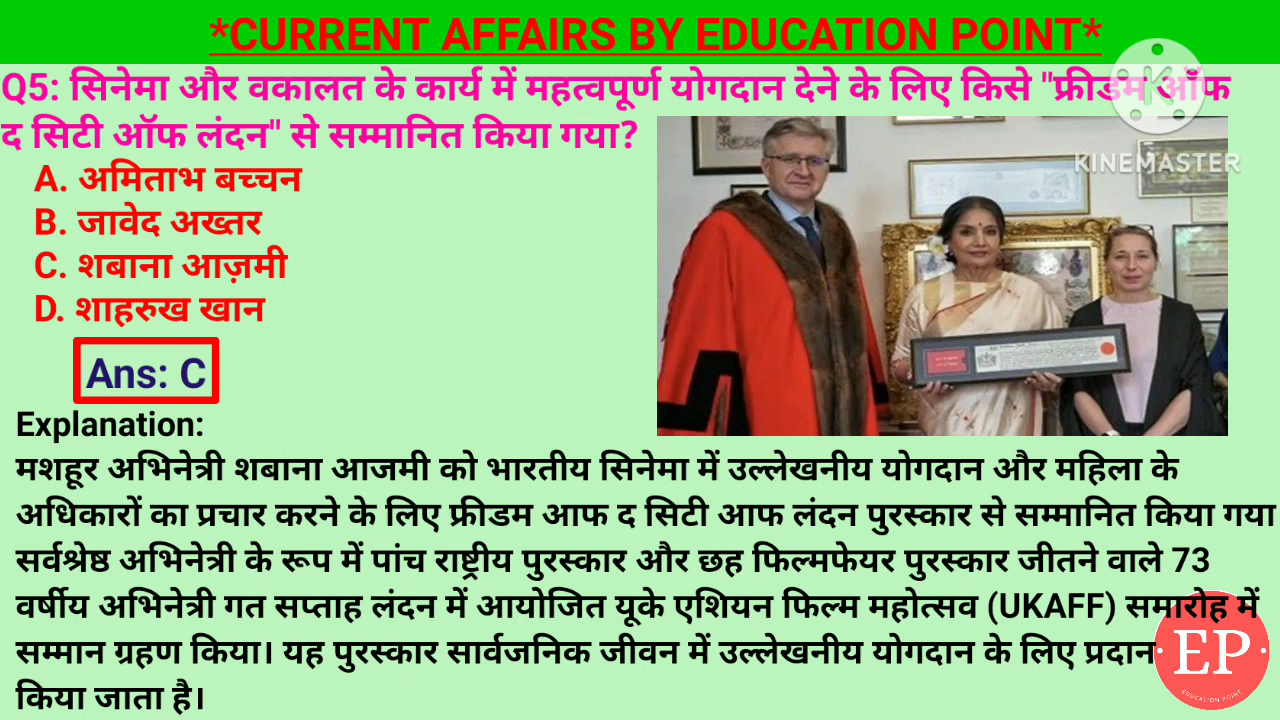 *CURRENT AFFAIRS BY EDUCATION POINT*
Q5: सिनेमा और वकालत के कार्य में महत्वपूर्ण योगदान देने के लिए किसे "फ्रीडम ऑफ
द सिटी ऑफ लंदन" से सम्मानित किया गया?
KINEMASTER
A. अमिताभ बच्चन
B. जावेद अख्तर
C. शबाना आज़मी
D. शाहरुख खान
Ans: C
Explanation:
मशहूर अभिनेत्री शबाना आजमी को भारतीय सिनेमा में उल्लेखनीय योगदान और महिला के
अधिकारों का प्रचार करने के लिए फ्रीडम आफ द सिटी आफ लंदन पुरस्कार से सम्मानित किया गया
सर्वश्रेष्ठ अभिनेत्री के रूप में पांच राष्ट्रीय पुरस्कार और छह फिल्मफेयर पुरस्कार जीतने वाले 73
वर्षीय अभिनेत्री गत सप्ताह लंदन में आयोजित यूके एशियन फिल्म महोत्सव (UKAFF) समारोह में
सम्मान ग्रहण किया। यह पुरस्कार सार्वजनिक जीवन में उल्लेखनीय योगदान के लिए प्रदान
किया जाता है।
EP
EDUCATION POINT